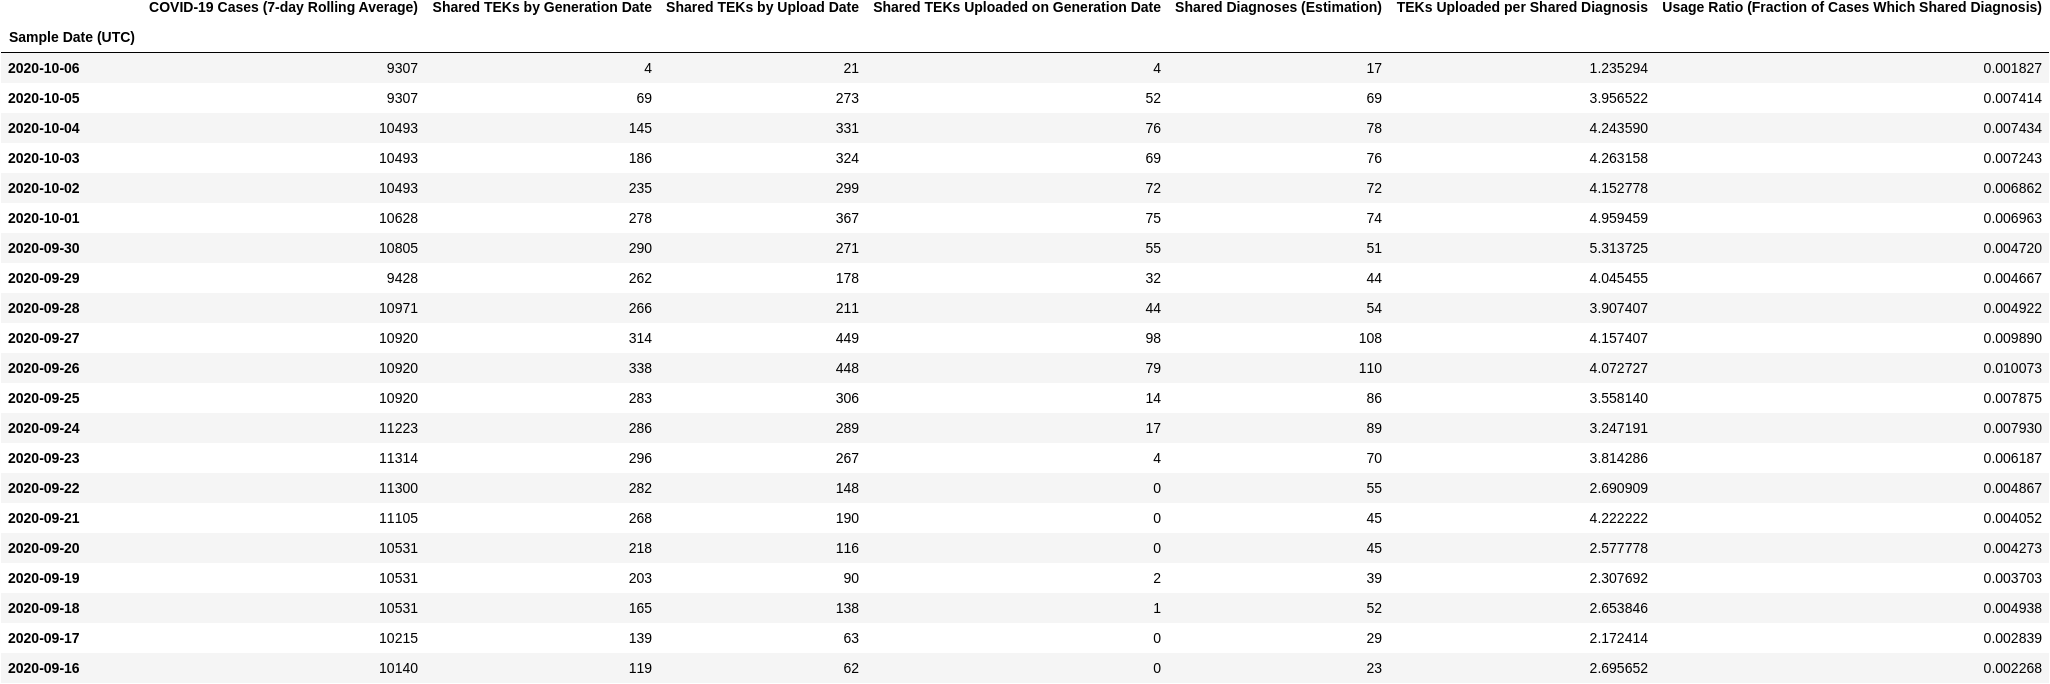 COVID-19 Cases (7-day Rolling Average) Shared TEKs by Generation Date Shared TEKs by Upload Date Shared TEKs Uploaded on Generation Date Shared Diagnoses (Estimation) TEKs Uploaded per Shared Diagnosis Usage Ratio (Fraction of Cases Which Shared Diagnosis)
Sample Date (UTC)
2020-10-06 9307 4 21 4 17 1.235294 0.001827
2020-10-05 9307 69 273 52 69 3.956522 0.007414
2020-10-04 10493 145 331 76 78 4.243590 0.007434
2020-10-03 10493 186 324 69 76 4.263158 0.007243
2020-10-02 10493 235 299 72 72 4.152778 0.006862
2020-10-01 10628 278 367 75 74 4.959459 0.006963
2020-09-30 10805 290 271 55 51 5.313725 0.004720
2020-09-29 9428 262 178 32 44 4.045455 0.004667
2020-09-28 10971 266 211 44 54 3.907407 0.004922
2020-09-27 10920 314 449 98 108 4.157407 0.009890
2020-09-26 10920 338 448 79 110 4.072727 0.010073
2020-09-25 10920 283 306 14 86 3.558140 0.007875
2020-09-24 11223 286 289 17 89 3.247191 0.007930
2020-09-23 11314 296 267 4 70 3.814286 0.006187
2020-09-22 11300 282 148 0 55 2.690909 0.004867
2020-09-21 11105 268 190 0 45 4.222222 0.004052
2020-09-20 10531 218 116 0 45 2.577778 0.004273
2020-09-19 10531 203 90 2 39 2.307692 0.003703
2020-09-18 10531 165 138 1 52 2.653846 0.004938
2020-09-17 10215 139 63 0 29 2.172414 0.002839
2020-09-16 10140 119 62 0 23 2.695652 0.002268